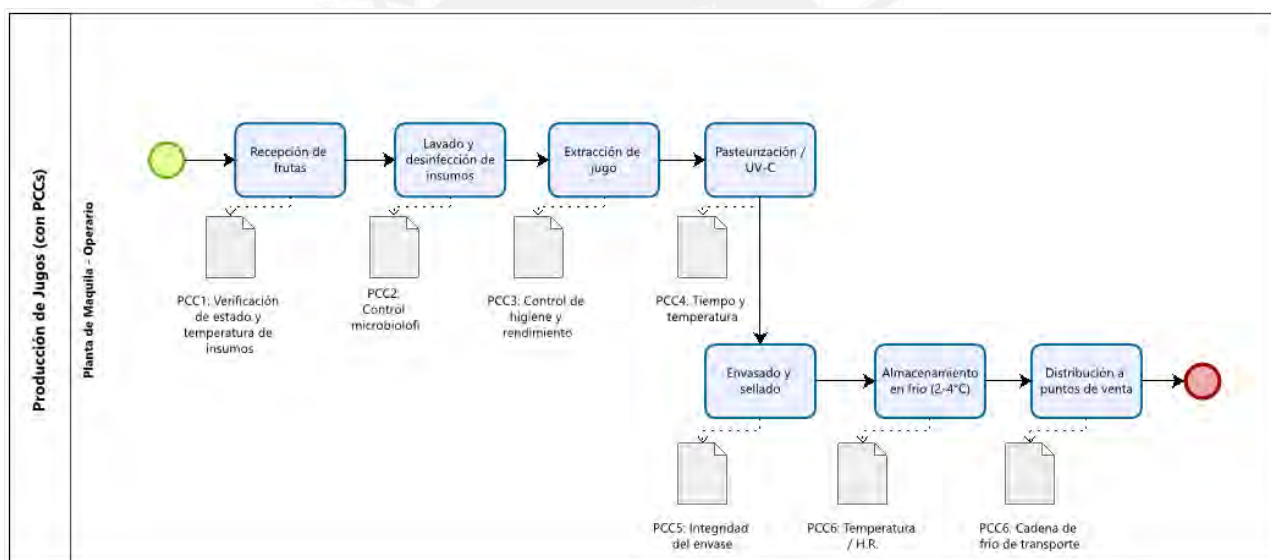 Producción de Jugos (con PCCs)
Planta de Maquila - Operario
Recepción de
frutas
Lavado y
desinfección de
insumos
Extracción de
jugo
Pasteurización /
UV-C
PCC1: Verificación
de estado y
temperatura de
insumos
PCC2.
Control
microbiolofi
PCC3: Control de
higiene y
rendimiento
PCC4. Tiempo y
temperatura
Envasado y
sellado
Almacenamiento
en frío (2-4°C)
Distribución a
puntos de venta
PCC5: Integridad
del envase
PCC6: Temperatura
/ H.R.
PCC6. Cadena de
frío de transporte